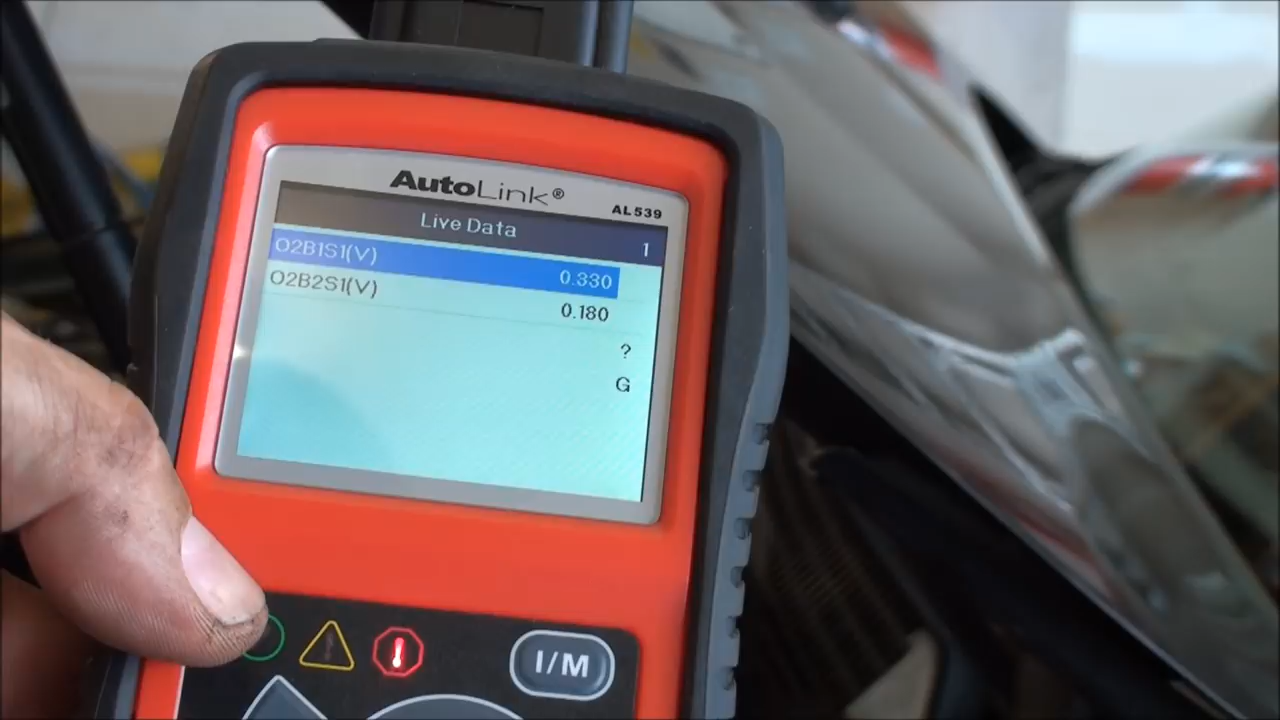 AutoLink®
AL539
Live Data 1
O2B1S1(V) 0.330
O2B2S1(V) 0.180
?
G
I/M